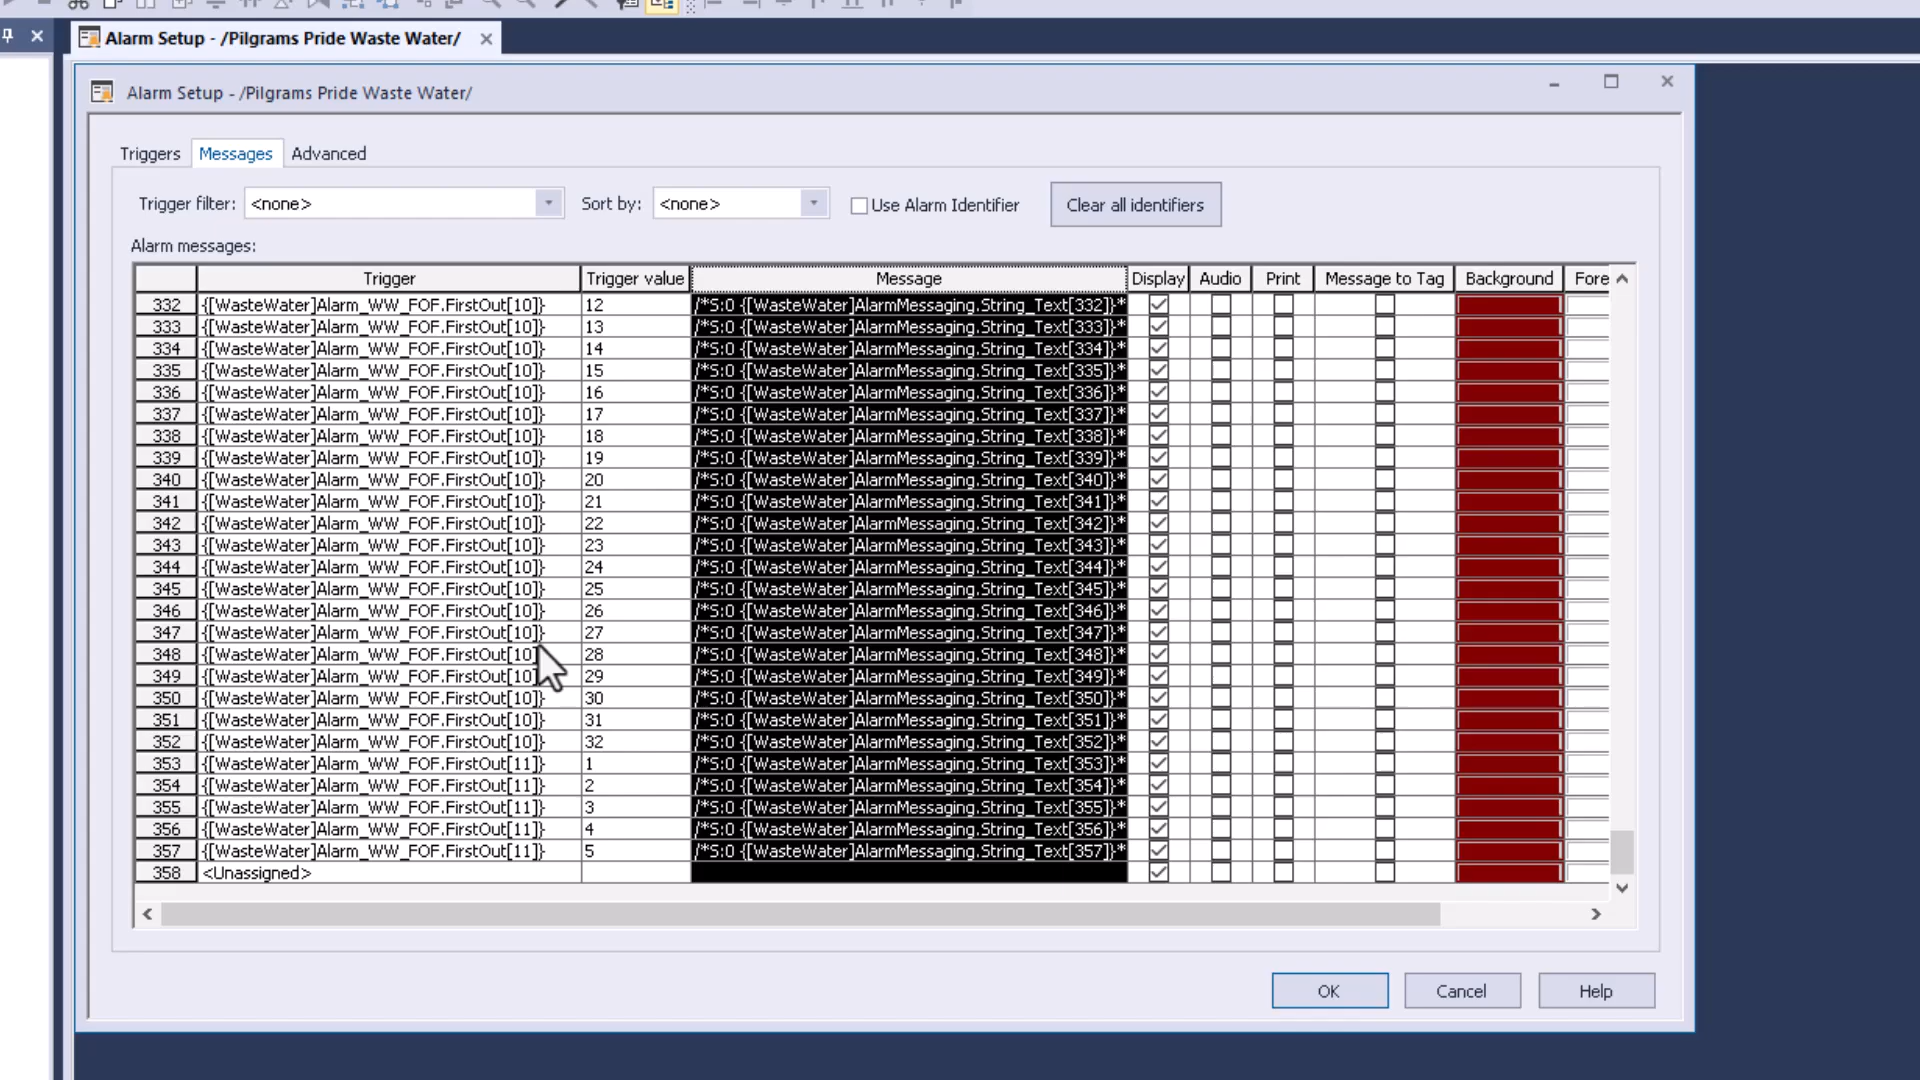 Alarm Setup - /Pilgrams Pride Waste Water/
Alarm Setup - /Pilgrams Pride Waste Water/
Triggers Messages Advanced
Trigger filter: <none> Sort by: <none> Use Alarm Identifier Clear all identifiers
Alarm messages:
Trigger Trigger value Message Display Audio Print Message to Tag Background Fore
332 {[WasteWater]Alarm_WW_FOF.FirstOut[10]} 12 /*S:0 {[WasteWater]AlarmMessaging.String_Text[332]}*
333 {[WasteWater]Alarm_WW_FOF.FirstOut[10]} 13 /*S:0 {[WasteWater]AlarmMessaging.String_Text[333]}*
334 {[WasteWater]Alarm_WW_FOF.FirstOut[10]} 14 /*S:0 {[WasteWater]AlarmMessaging.String_Text[334]}*
335 {[WasteWater]Alarm_WW_FOF.FirstOut[10]} 15 /*S:0 {[WasteWater]AlarmMessaging.String_Text[335]}*
336 {[WasteWater]Alarm_WW_FOF.FirstOut[10]} 16 /*S:0 {[WasteWater]AlarmMessaging.String_Text[336]}*
337 {[WasteWater]Alarm_WW_FOF.FirstOut[10]} 17 /*S:0 {[WasteWater]AlarmMessaging.String_Text[337]}*
338 {[WasteWater]Alarm_WW_FOF.FirstOut[10]} 18 /*S:0 {[WasteWater]AlarmMessaging.String_Text[338]}*
339 {[WasteWater]Alarm_WW_FOF.FirstOut[10]} 19 /*S:0 {[WasteWater]AlarmMessaging.String_Text[339]}*
340 {[WasteWater]Alarm_WW_FOF.FirstOut[10]} 20 /*S:0 {[WasteWater]AlarmMessaging.String_Text[340]}*
341 {[WasteWater]Alarm_WW_FOF.FirstOut[10]} 21 /*S:0 {[WasteWater]AlarmMessaging.String_Text[341]}*
342 {[WasteWater]Alarm_WW_FOF.FirstOut[10]} 22 /*S:0 {[WasteWater]AlarmMessaging.String_Text[342]}*
343 {[WasteWater]Alarm_WW_FOF.FirstOut[10]} 23 /*S:0 {[WasteWater]AlarmMessaging.String_Text[343]}*
344 {[WasteWater]Alarm_WW_FOF.FirstOut[10]} 24 /*S:0 {[WasteWater]AlarmMessaging.String_Text[344]}*
345 {[WasteWater]Alarm_WW_FOF.FirstOut[10]} 25 /*S:0 {[WasteWater]AlarmMessaging.String_Text[345]}*
346 {[WasteWater]Alarm_WW_FOF.FirstOut[10]} 26 /*S:0 {[WasteWater]AlarmMessaging.String_Text[346]}*
347 {[WasteWater]Alarm_WW_FOF.FirstOut[10]} 27 /*S:0 {[WasteWater]AlarmMessaging.String_Text[347]}*
348 {[WasteWater]Alarm_WW_FOF.FirstOut[10] 28 /*S:0 {[WasteWater]AlarmMessaging.String_Text[348]}*
349 {[WasteWater]Alarm_WW_FOF.FirstOut[10] 29 /*S:0 {[WasteWater]AlarmMessaging.String_Text[349]}*
350 {[WasteWater]Alarm_WW_FOF.FirstOut[10]} 30 /*S:0 {[WasteWater]AlarmMessaging.String_Text[350]}*
351 {[WasteWater]Alarm_WW_FOF.FirstOut[10]} 31 /*S:0 {[WasteWater]AlarmMessaging.String_Text[351]}*
352 {[WasteWater]Alarm_WW_FOF.FirstOut[10]} 32 /*S:0 {[WasteWater]AlarmMessaging.String_Text[352]}*
353 {[WasteWater]Alarm_WW_FOF.FirstOut[11]} 1 /*S:0 {[WasteWater]AlarmMessaging.String_Text[353]}*
354 {[WasteWater]Alarm_WW_FOF.FirstOut[11]} 2 /*S:0 {[WasteWater]AlarmMessaging.String_Text[354]}*
355 {[WasteWater]Alarm_WW_FOF.FirstOut[11]} 3 /*S:0 {[WasteWater]AlarmMessaging.String_Text[355]}*
356 {[WasteWater]Alarm_WW_FOF.FirstOut[11]} 4 /*S:0 {[WasteWater]AlarmMessaging.String_Text[356]}*
357 {[WasteWater]Alarm_WW_FOF.FirstOut[11]} 5 /*S:0 {[WasteWater]AlarmMessaging.String_Text[357]}*
358 <Unassigned>
OK Cancel Help